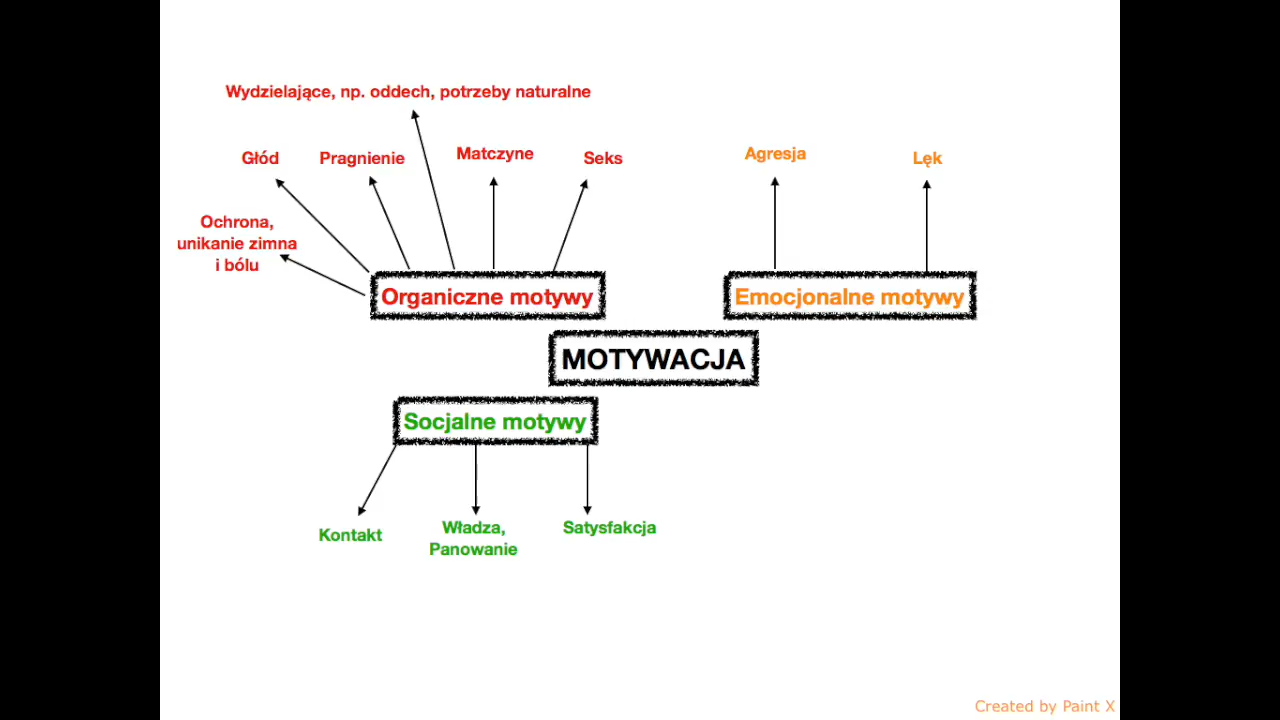 Wydzielające, np. oddech, potrzeby naturalne
Głód
Pragnienie
Matczyne
Seks
Agresja
Lęk
Ochrona,
unikanie zimna
i bólu
Organiczne motywy
Emocjonalne motywy
MOTYWACJA
Socjalne motywy
Kontakt
Władza,
Panowanie
Satysfakcja
Created by Paint X